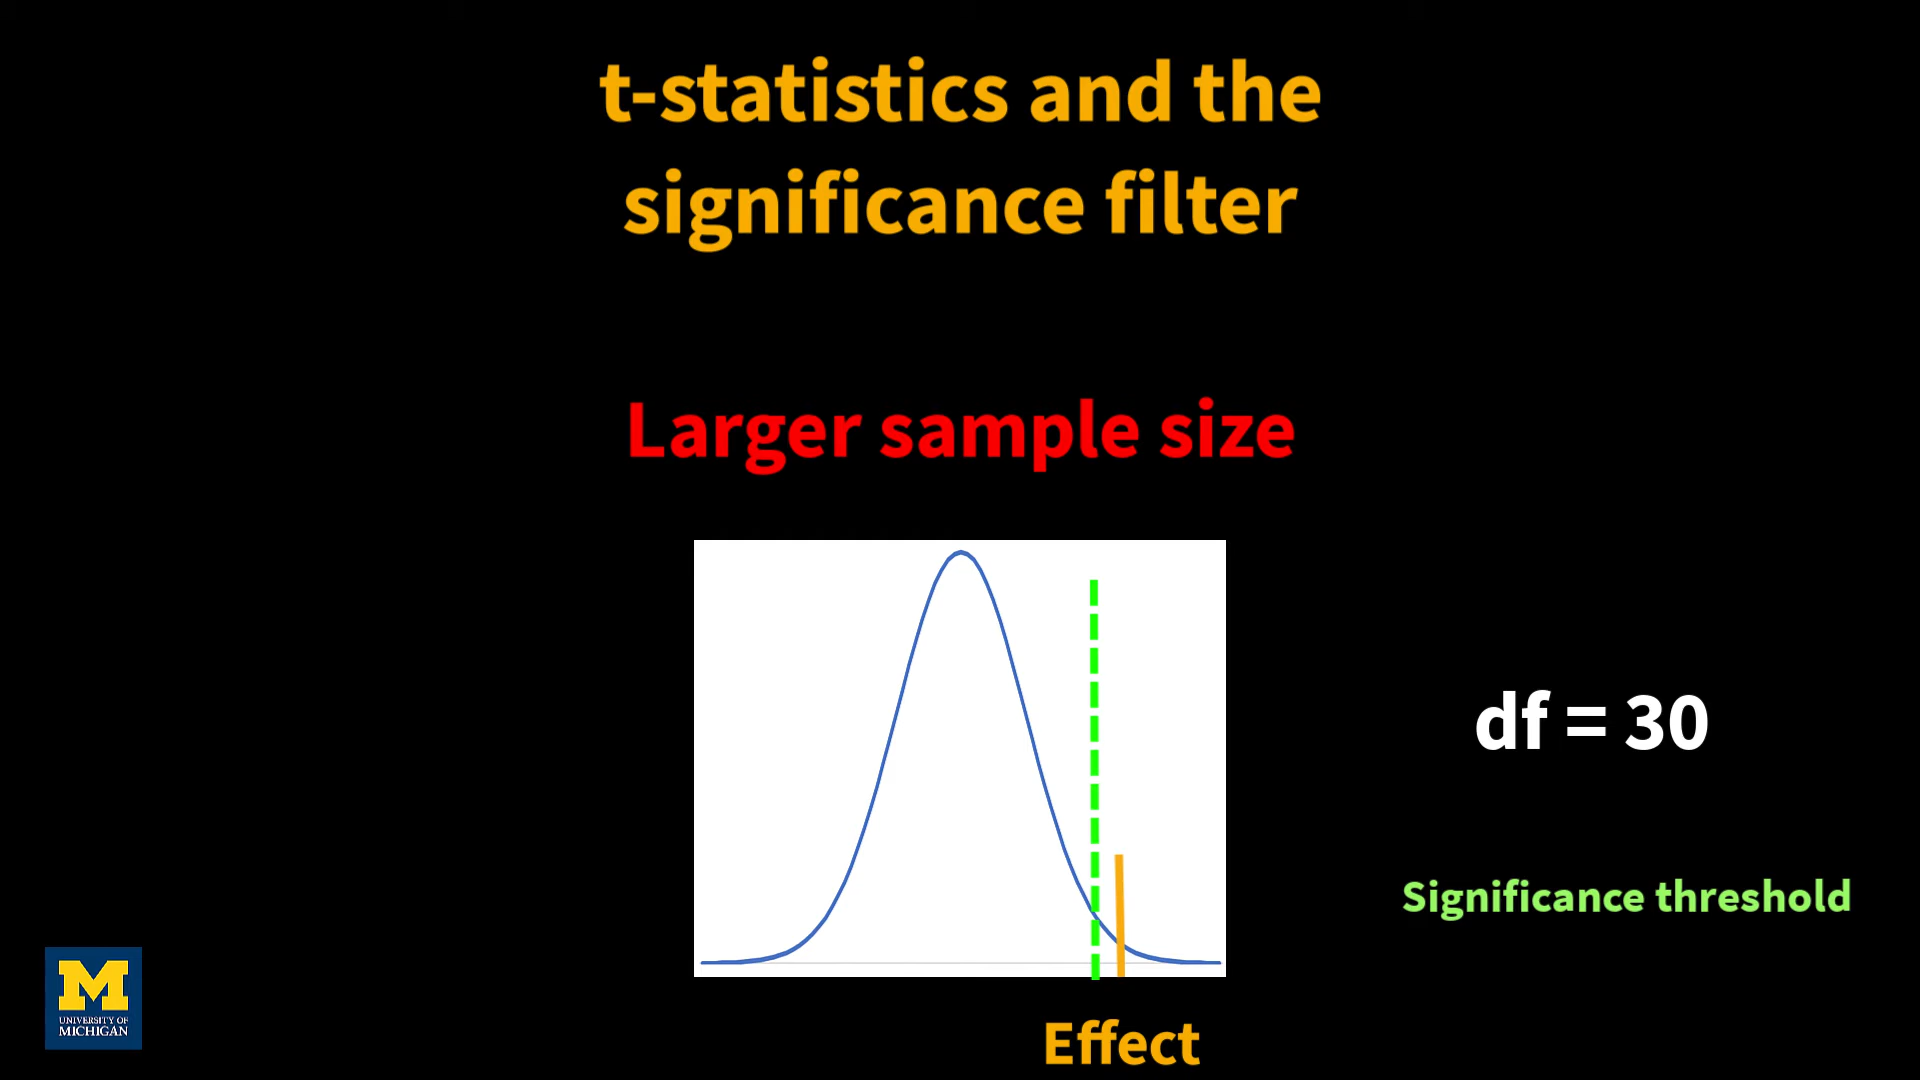 t-statistics and the
significance filter
Larger sample size
df = 30
Significance threshold
Effect
M
UNIVERSITY OF
MICHIGAN